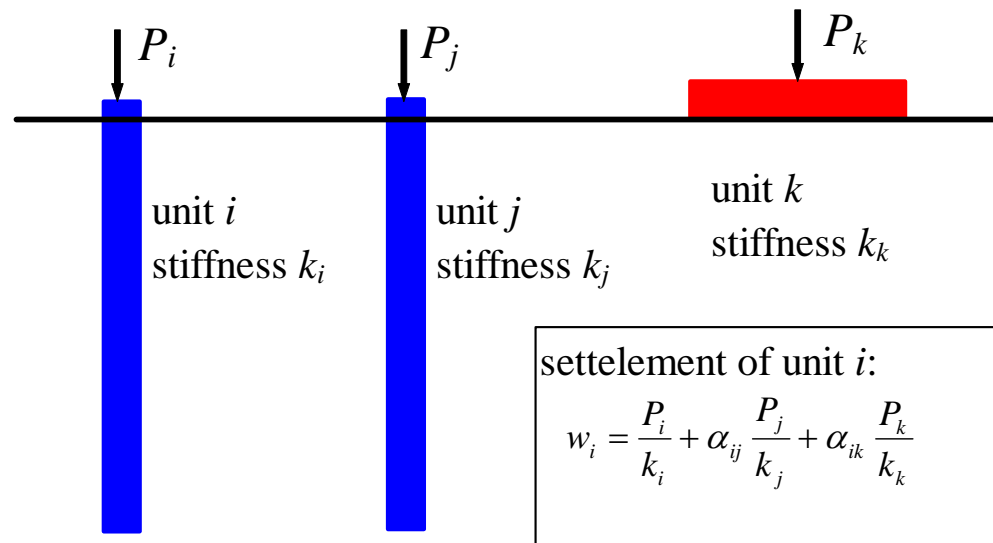 P_i
P_j
P_k
unit i
stiffness k_i
unit j
stiffness k_j
unit k
stiffness k_k
settelement of unit i:
w_i = P_i/k_i + α_ij P_j/k_j + α_ik P_k/k_k